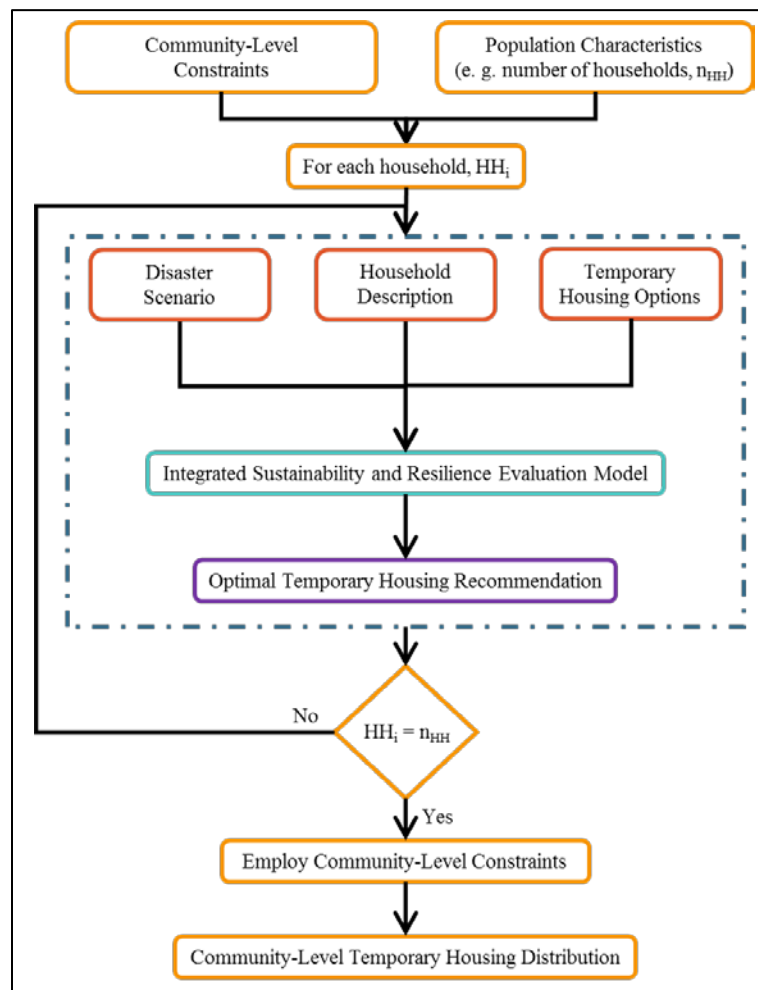 Community-Level
Constraints
Population Characteristics
(e. g. number of households, nHH)
For each household, HHi
Disaster
Scenario
Household
Description
Temporary
Housing Options
Integrated Sustainability and Resilience Evaluation Model
Optimal Temporary Housing Recommendation
No
HHi = nHH
Yes
Employ Community-Level Constraints
Community-Level Temporary Housing Distribution